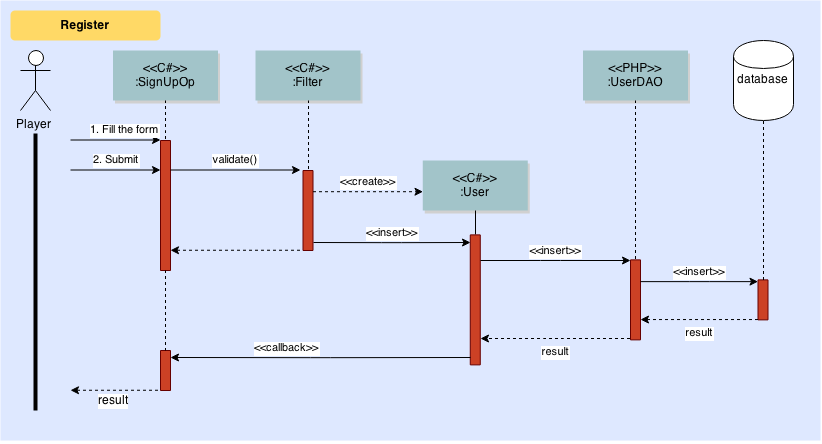 Register
<<C#>>
:SignUpOp
<<C#>>
:Filter
<<PHP>>
:UserDAO
database
Player
1. Fill the form
2. Submit
validate()
<<create>>
<<C#>>
:User
<<insert>>
<<insert>>
<<insert>>
result
result
<<callback>>
result